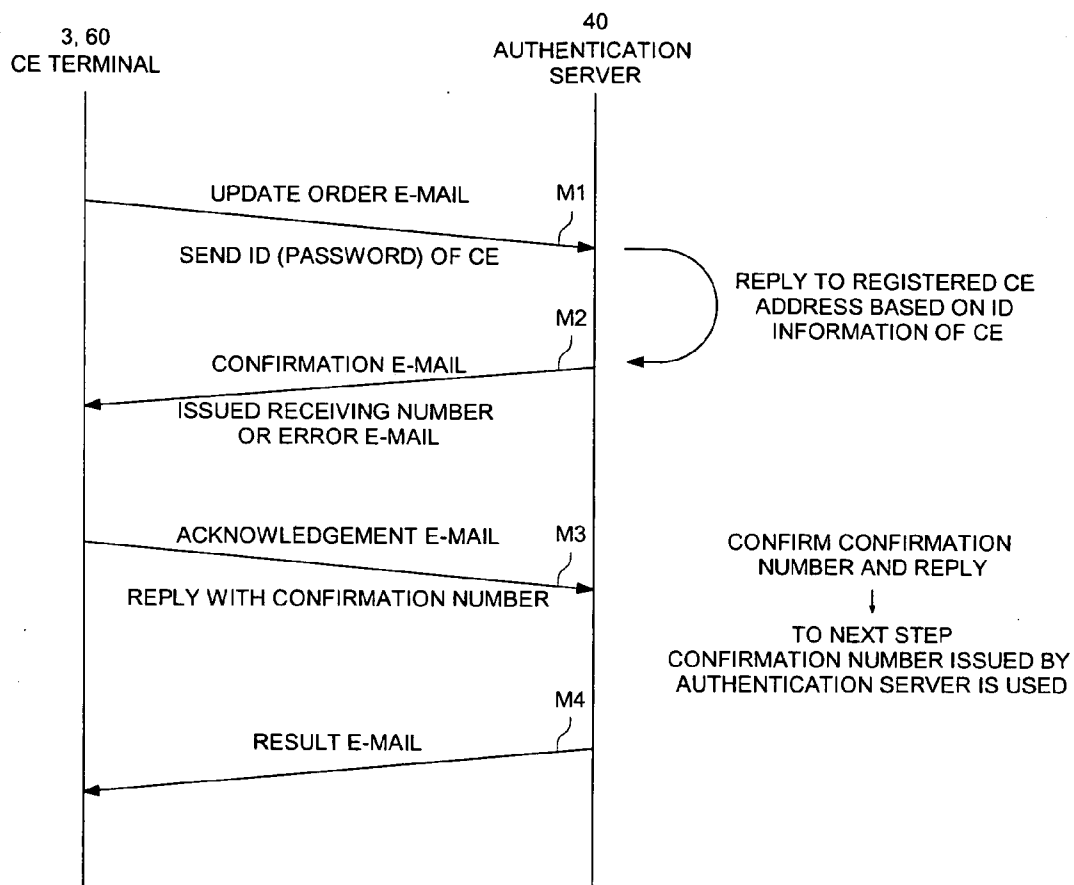 3, 60
CE TERMINAL
40
AUTHENTICATION
SERVER
UPDATE ORDER E-MAIL
M1
SEND ID (PASSWORD) OF CE
REPLY TO REGISTERED CE
ADDRESS BASED ON ID
INFORMATION OF CE
M2
CONFIRMATION E-MAIL
ISSUED RECEIVING NUMBER
OR ERROR E-MAIL
ACKNOWLEDGEMENT E-MAIL
M3
REPLY WITH CONFIRMATION NUMBER
CONFIRM CONFIRMATION
NUMBER AND REPLY
TO NEXT STEP
CONFIRMATION NUMBER ISSUED BY
AUTHENTICATION SERVER IS USED
M4
RESULT E-MAIL